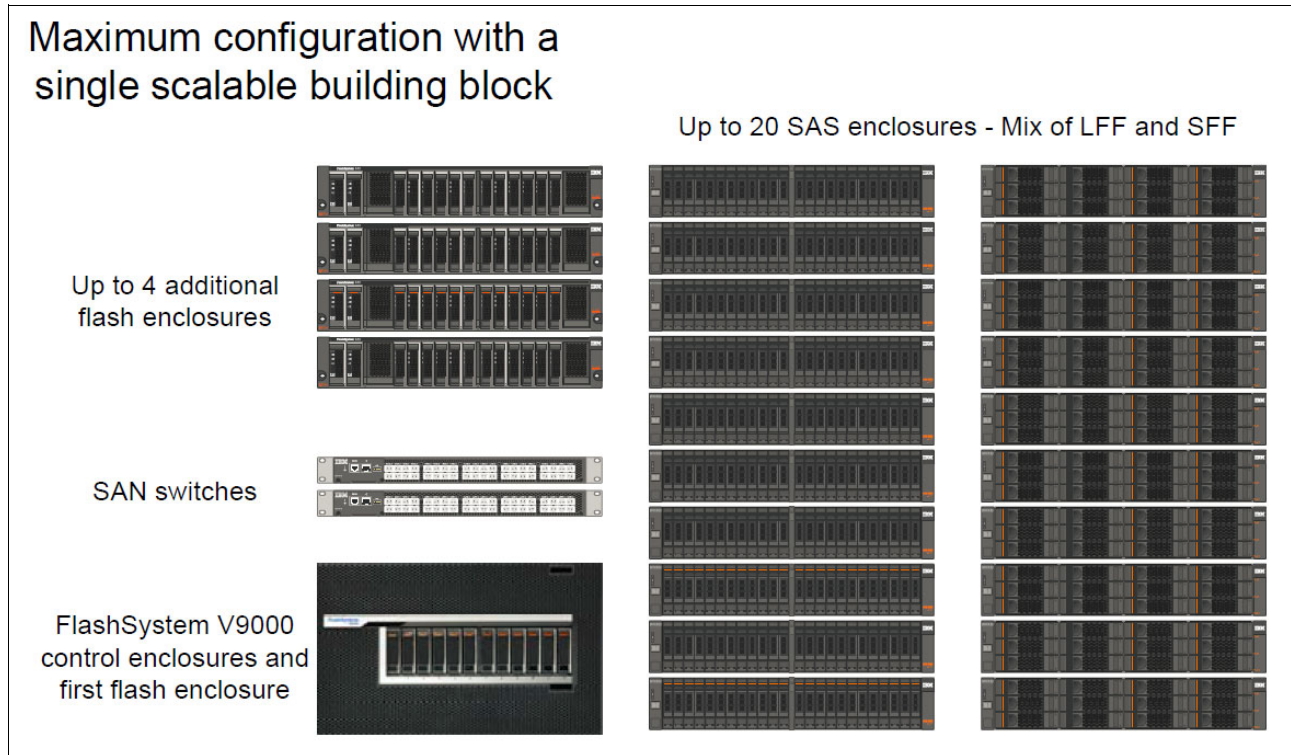 Maximum configuration with a
single scalable building block
Up to 20 SAS enclosures - Mix of LFF and SFF
Up to 4 additional
flash enclosures
SAN switches
FlashSystem V9000
control enclosures and
first flash enclosure